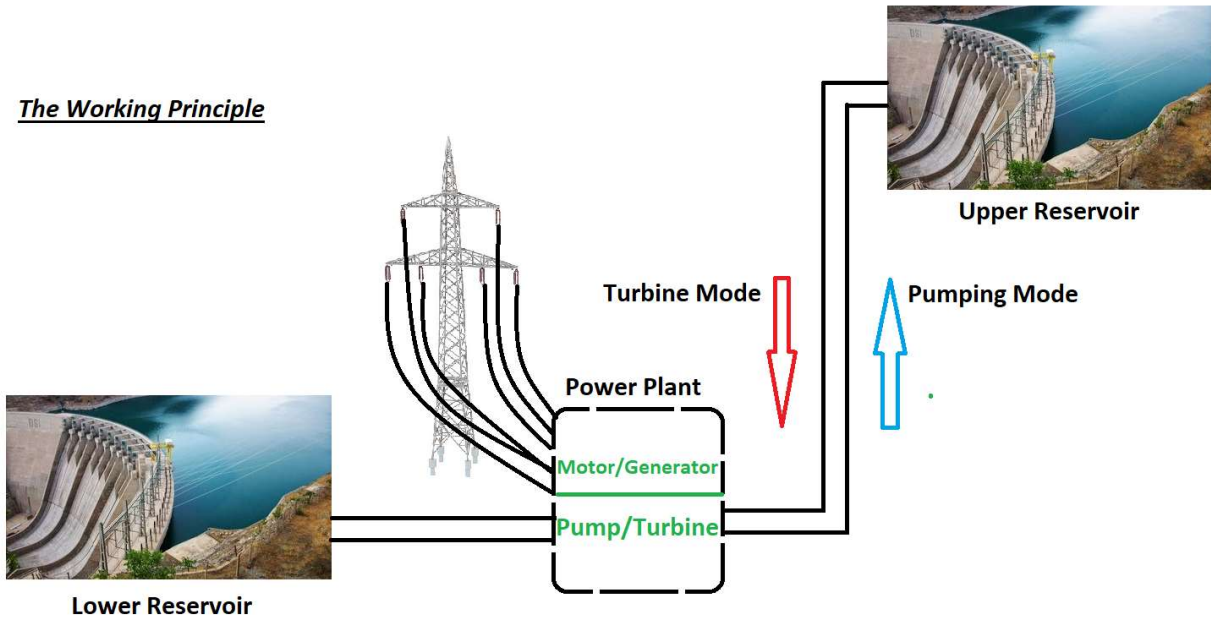 The Working Principle
Upper Reservoir
Turbine Mode
Pumping Mode
Power Plant
Motor/Generator
Pump/Turbine
Lower Reservoir